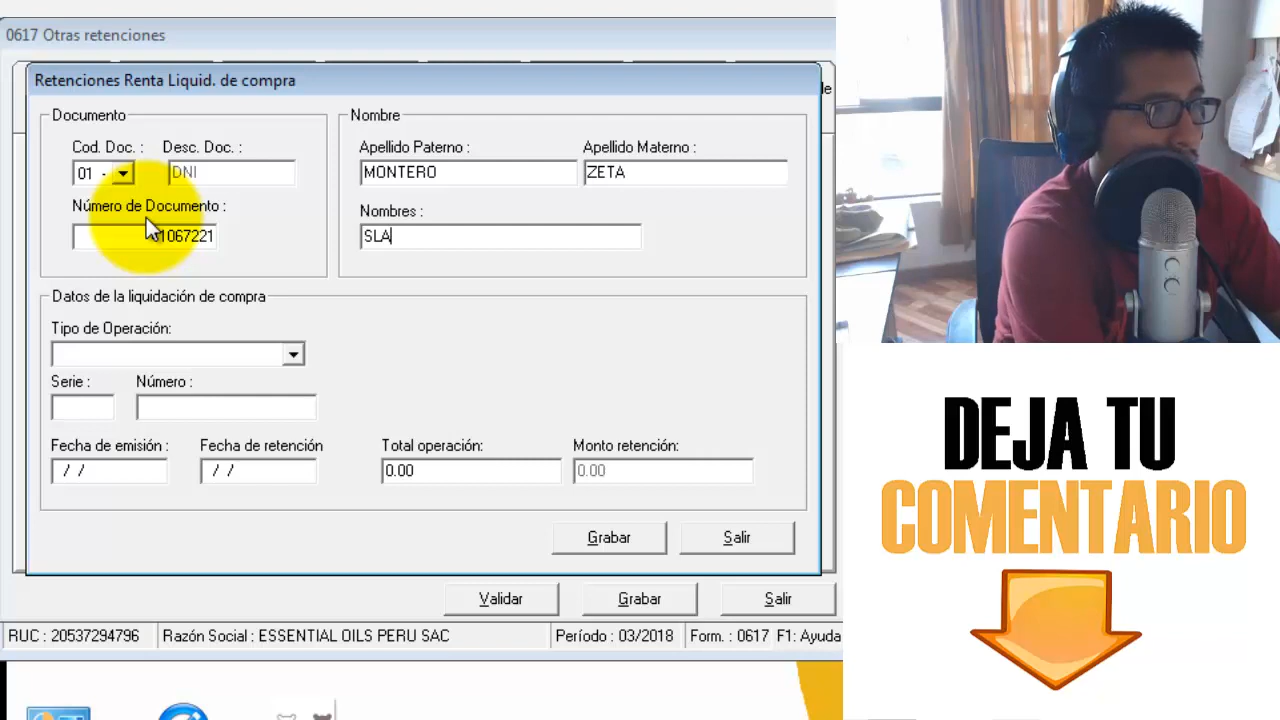 0617 Otras retenciones
de
Retenciones Renta Liquid. de compra
Documento
Cod. Doc. : Desc. Doc. :
01 - DNI
Número de Documento :
1067221
Nombre
Apellido Paterno : Apellido Materno :
MONTERO ZETA
Nombres :
SLA
Datos de la liquidación de compra
Tipo de Operación:
Serie : Número :
Fecha de emisión : Fecha de retención Total operación: Monto retención:
/ / / / 0.00 0.00
Grabar Salir
Validar Grabar Salir
RUC : 20537294796 Razón Social : ESSENTIAL OILS PERU SAC Período : 03/2018 Form. : 0617 F1: Ayuda
DEJA TU
COMENTARIO